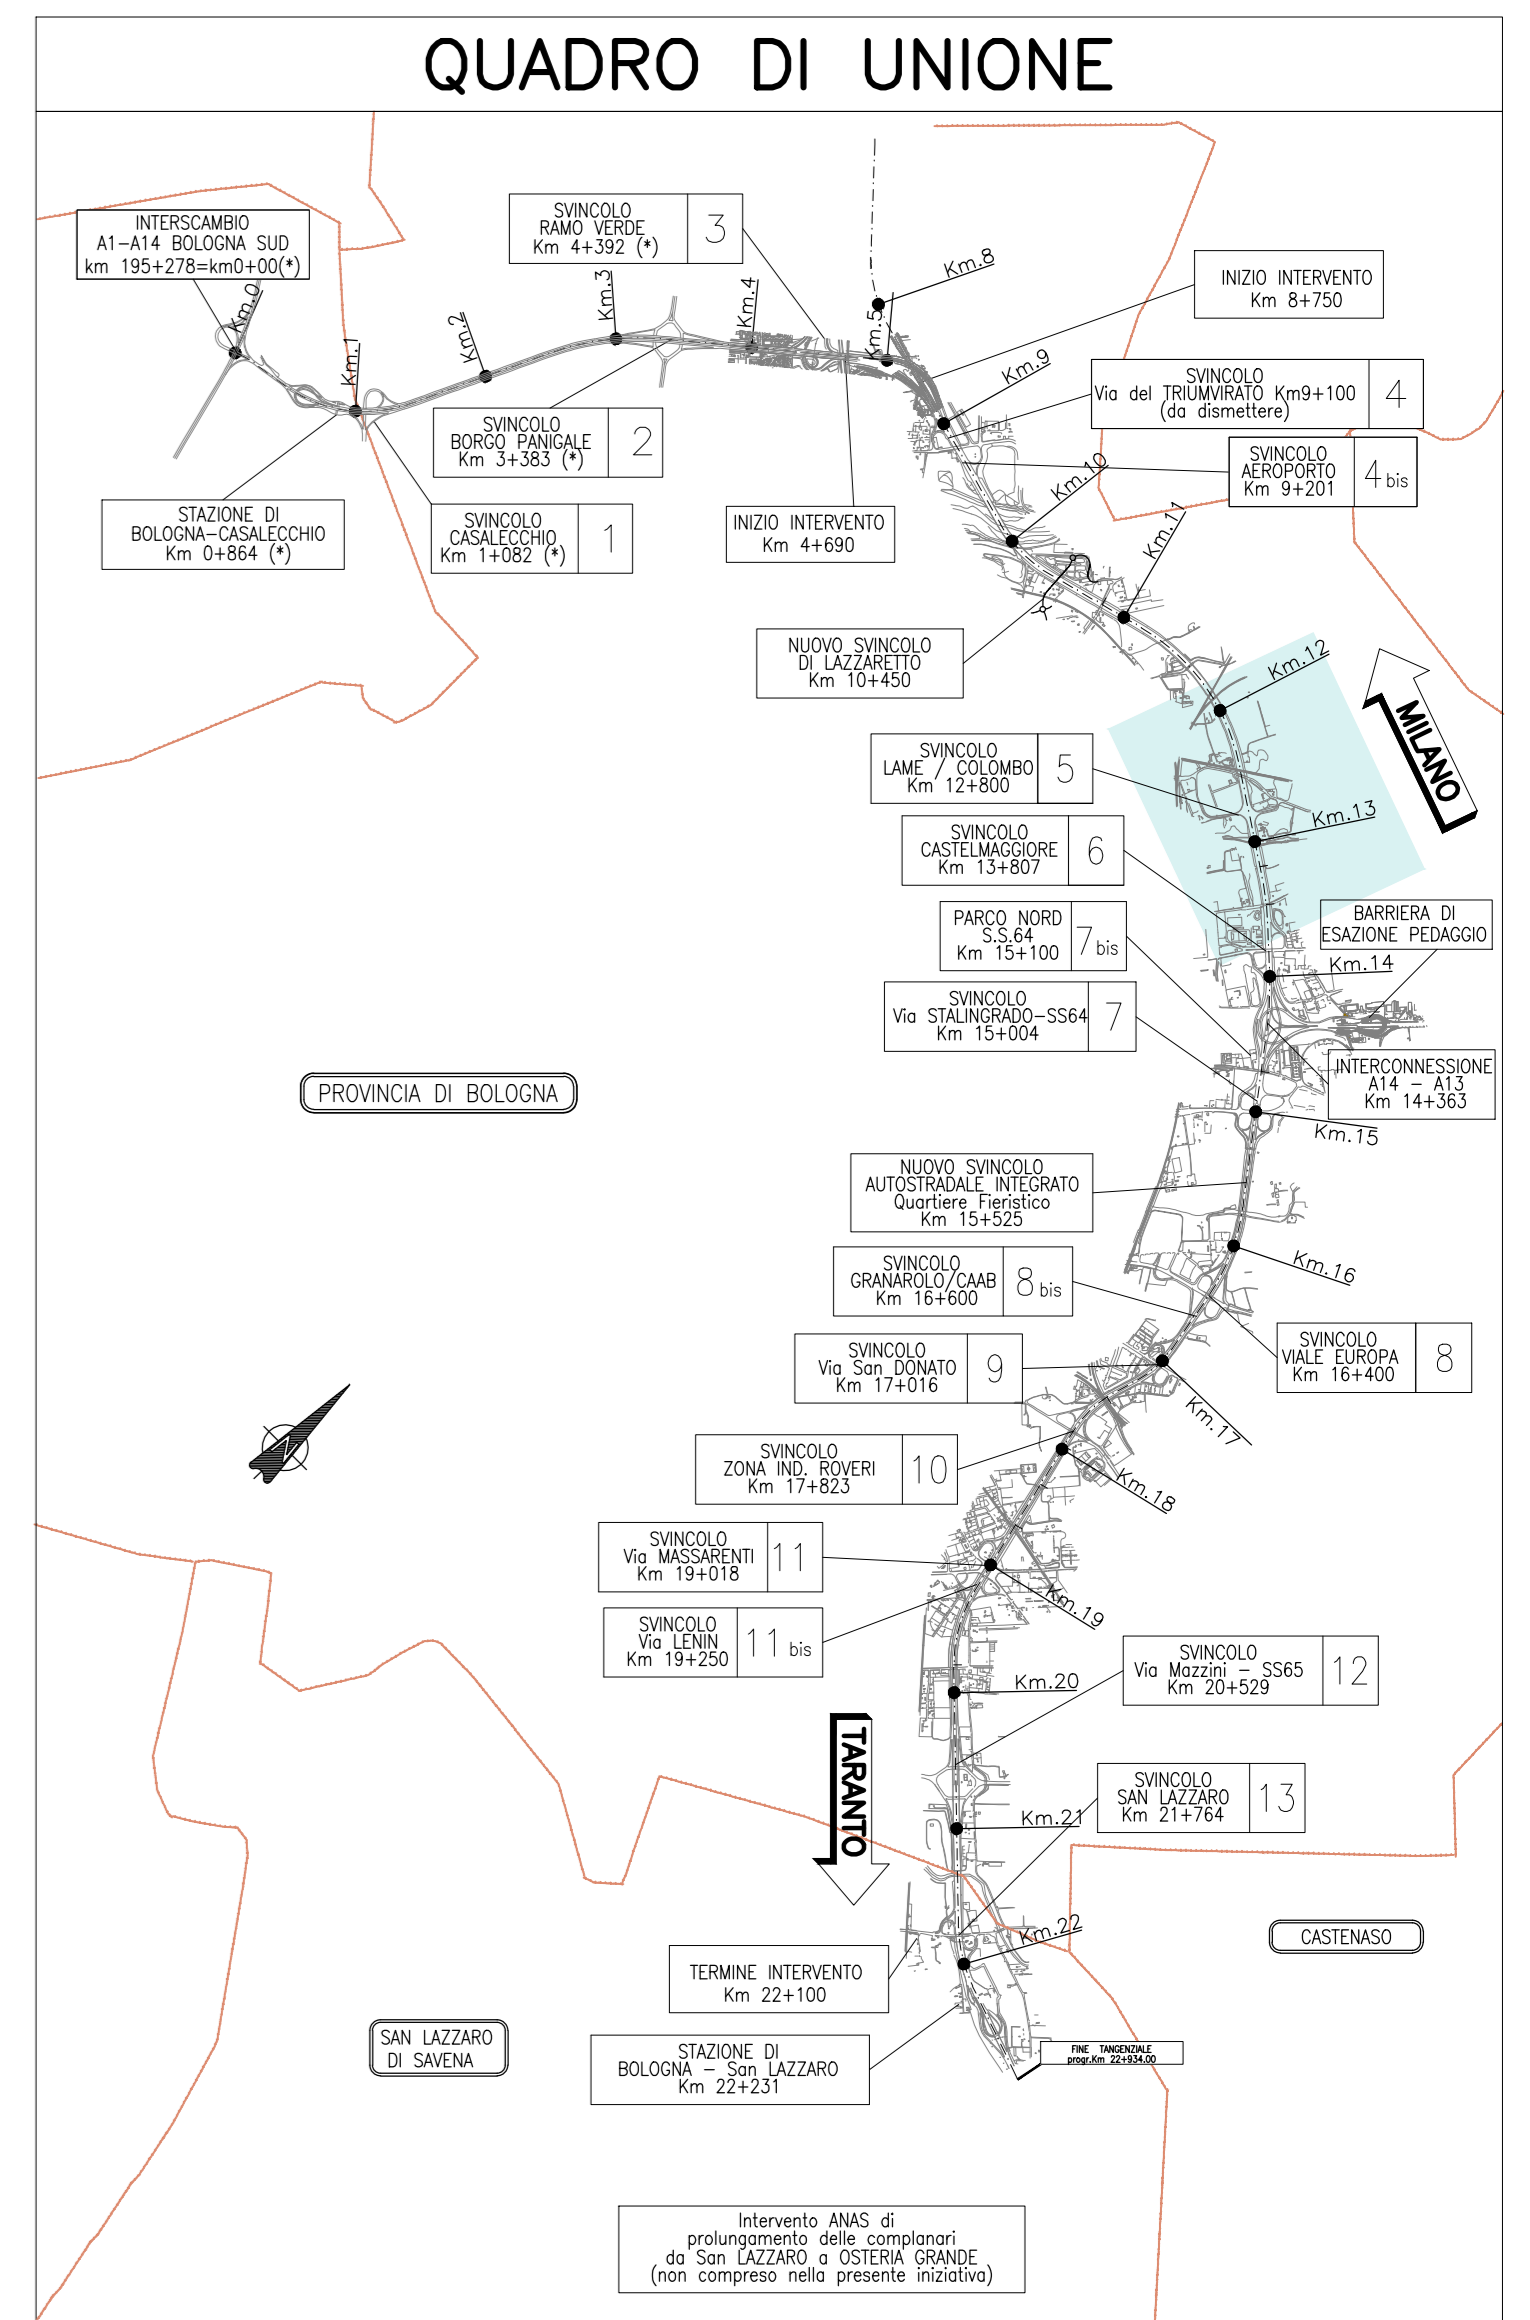 QUADRO DI UNIONE
INTERSCAMBIO
A1-A14 BOLOGNA SUD
km 195+278=km0+00(*)
SVINCOLO
RAMO VERDE
Km 4+392 (*)
3
Km.8
INIZIO INTERVENTO
Km 8+750
Km.0
Km.1
Km.2
Km.3
Km.4
Km.5
Km.9
SVINCOLO
Via del TRIUMVIRATO Km9+100
(da dismettere)
4
SVINCOLO
BORGO PANIGALE
Km 3+383 (*)
2
SVINCOLO
AEROPORTO
Km 9+201
4 bis
Km.10
STAZIONE DI
BOLOGNA-CASALECCHIO
Km 0+864 (*)
SVINCOLO
CASALECCHIO
Km 1+082 (*)
1
INIZIO INTERVENTO
Km 4+690
Km.11
NUOVO SVINCOLO
DI LAZZARETTO
Km 10+450
Km.12
MILANO
SVINCOLO
LAME / COLOMBO
Km 12+800
5
Km.13
SVINCOLO
CASTELMAGGIORE
Km 13+807
6
PARCO NORD
S.S.64
Km 15+100
7 bis
BARRIERA DI
ESAZIONE PEDAGGIO
Km.14
SVINCOLO
Via STALINGRADO-SS64
Km 15+004
7
INTERCONNESSIONE
A14 - A13
Km 14+363
PROVINCIA DI BOLOGNA
Km.15
NUOVO SVINCOLO
AUTOSTRADALE INTEGRATO
Quartiere Fieristico
Km 15+525
Km.16
SVINCOLO
GRANAROLO/CAAB
Km 16+600
8 bis
SVINCOLO
VIALE EUROPA
Km 16+400
8
SVINCOLO
Via San DONATO
Km 17+016
9
Km.17
SVINCOLO
ZONA IND. ROVERI
Km 17+823
10
Km.18
SVINCOLO
Via MASSARENTI
Km 19+018
11
Km.19
SVINCOLO
Via LENIN
Km 19+250
11 bis
SVINCOLO
Via Mazzini - SS65
Km 20+529
12
Km.20
TARANTO
SVINCOLO
SAN LAZZARO
Km 21+764
13
Km.21
Km.22
CASTENASO
TERMINE INTERVENTO
Km 22+100
SAN LAZZARO
DI SAVENA
STAZIONE DI
BOLOGNA - San LAZZARO
Km 22+231
FINE TANGENZIALE
progr.Km 22+934.00
Intervento ANAS di
prolungamento delle complanari
da San LAZZARO a OSTERIA GRANDE
(non compreso nella presente iniziativa)